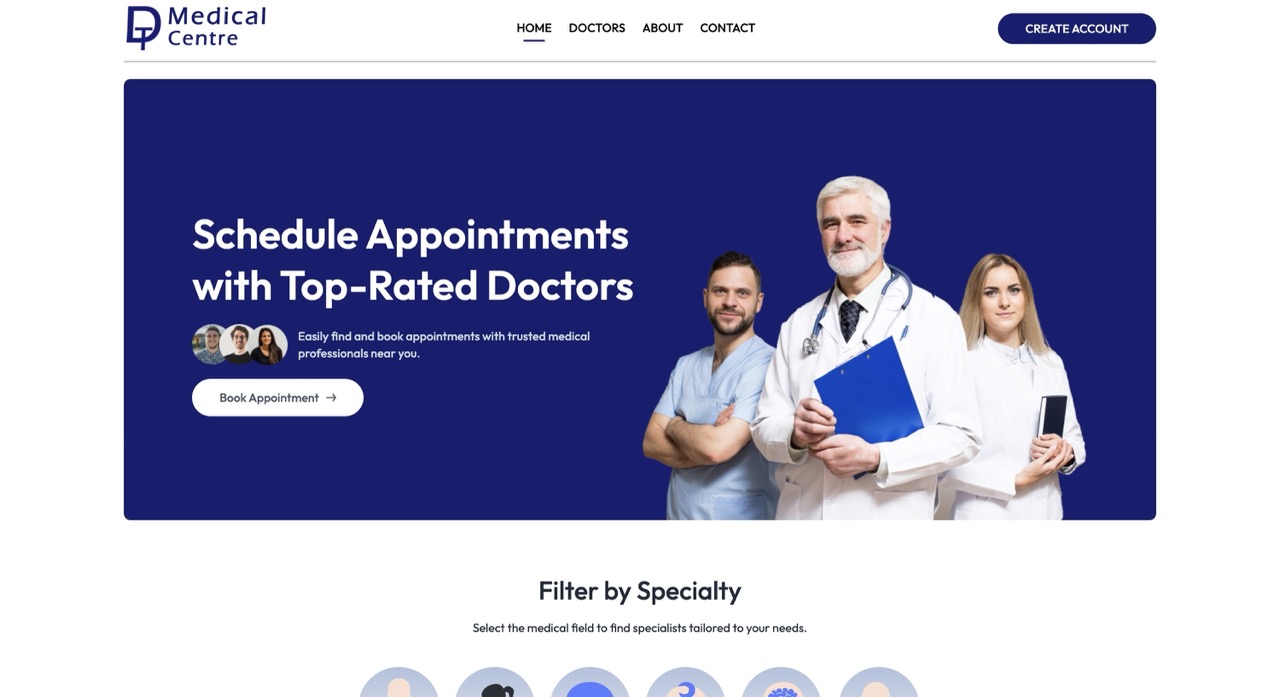 Medical
Centre
HOME
DOCTORS
ABOUT
CONTACT
CREATE ACCOUNT
Schedule Appointments
with Top-Rated Doctors
Easily find and book appointments with trusted medical
professionals near you.
Book Appointment →
Filter by Specialty
Select the medical field to find specialists tailored to your needs.